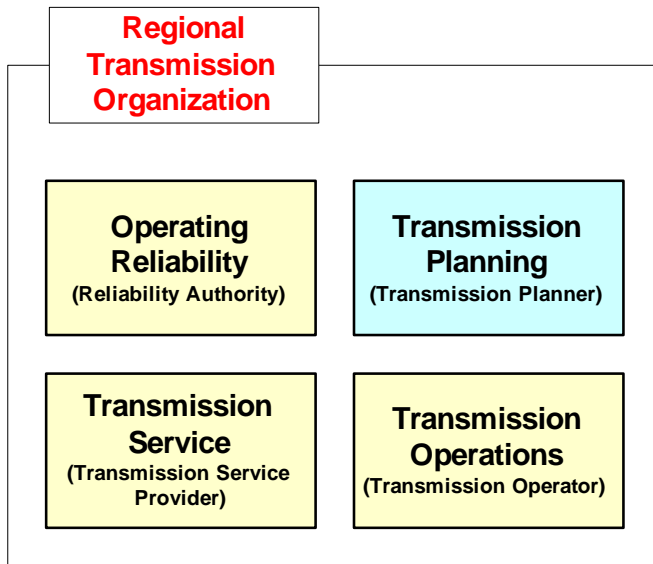 Regional
Transmission
Organization
Operating
Reliability
(Reliability Authority)
Transmission
Planning
(Transmission Planner)
Transmission
Service
(Transmission Service
Provider)
Transmission
Operations
(Transmission Operator)